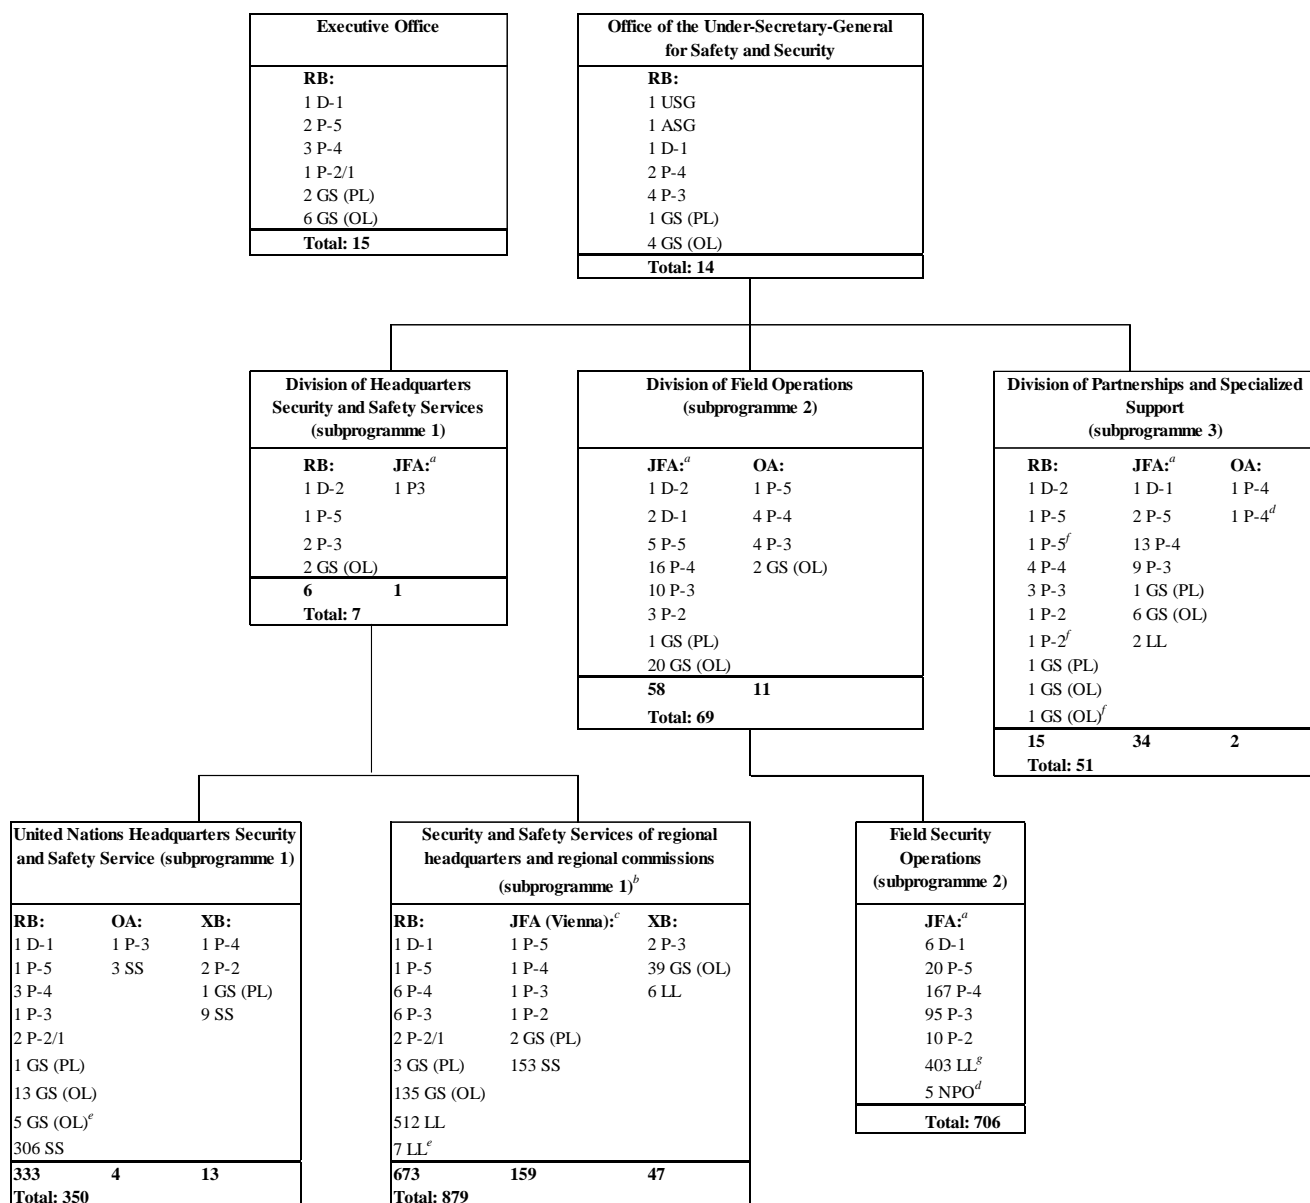 Executive Office
RB:
1 D-1
2 P-5
3 P-4
1 P-2/1
2 GS (PL)
6 GS (OL)
Total: 15
Office of the Under-Secretary-General
for Safety and Security
RB:
1 USG
1 ASG
1 D-1
2 P-4
4 P-3
1 GS (PL)
4 GS (OL)
Total: 14
Division of Headquarters
Security and Safety Services
(subprogramme 1)
RB: JFA:a
1 D-2 1 P3
1 P-5
2 P-3
2 GS (OL)
6 1
Total: 7
Division of Field Operations
(subprogramme 2)
JFA:a OA:
1 D-2 1 P-5
2 D-1 4 P-4
5 P-5 4 P-3
16 P-4 2 GS (OL)
10 P-3
3 P-2
1 GS (PL)
20 GS (OL)
58 11
Total: 69
Division of Partnerships and Specialized
Support
(subprogramme 3)
RB: JFA:a OA:
1 D-2 1 D-1 1 P-4
1 P-5 2 P-5 1 P-4d
1 P-5f 13 P-4
4 P-4 9 P-3
3 P-3 1 GS (PL)
1 P-2 6 GS (OL)
1 P-2f 2 LL
1 GS (PL)
1 GS (OL)
1 GS (OL)f
15 34 2
Total: 51
United Nations Headquarters Security
and Safety Service (subprogramme 1)
RB: OA: XB:
1 D-1 1 P-3 1 P-4
1 P-5 3 SS 2 P-2
3 P-4 1 GS (PL)
1 P-3 9 SS
2 P-2/1
1 GS (PL)
13 GS (OL)
5 GS (OL)e
306 SS
333 4 13
Total: 350
Security and Safety Services of regional
headquarters and regional commissions
(subprogramme 1)b
RB: JFA (Vienna):c XB:
1 D-1 1 P-5 2 P-3
1 P-5 1 P-4 39 GS (OL)
6 P-4 1 P-3 6 LL
6 P-3 1 P-2
2 P-2/1 2 GS (PL)
3 GS (PL) 153 SS
135 GS (OL)
512 LL
7 LLe
673 159 47
Total: 879
Field Security
Operations
(subprogramme 2)
JFA:a
6 D-1
20 P-5
167 P-4
95 P-3
10 P-2
403 LLg
5 NPOd
Total: 706